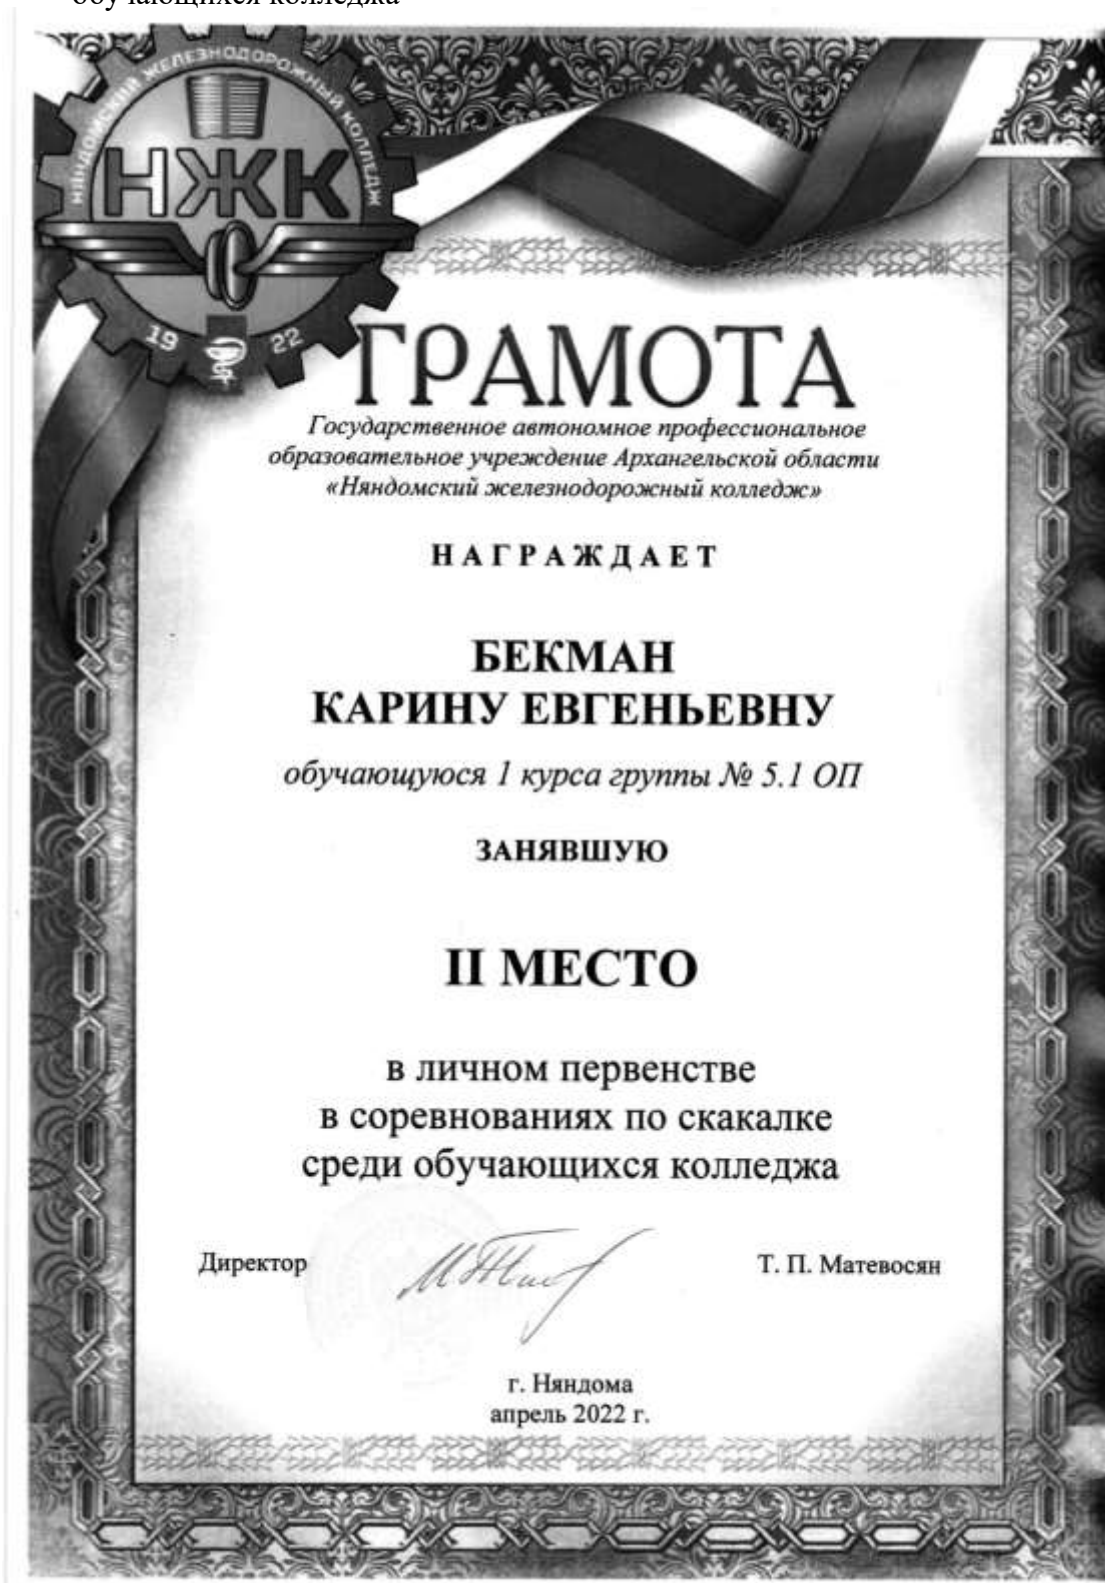 обучающихся колледжа
НЯНДОМСКИЙ ЖЕЛЕЗНОДОРОЖНЫЙ КОЛЛЕДЖ
НЖК
19 22
ГРАМОТА
Государственное автономное профессиональное
образовательное учреждение Архангельской области
«Няндомский железнодорожный колледж»
НАГРАЖДАЕТ
БЕКМАН
КАРИНУ ЕВГЕНЬЕВНУ
обучающуюся 1 курса группы № 5.1 ОП
ЗАНЯВШУЮ
II МЕСТО
в личном первенстве
в соревнованиях по скакалке
среди обучающихся колледжа
Директор Т. П. Матевосян
г. Няндома
апрель 2022 г.